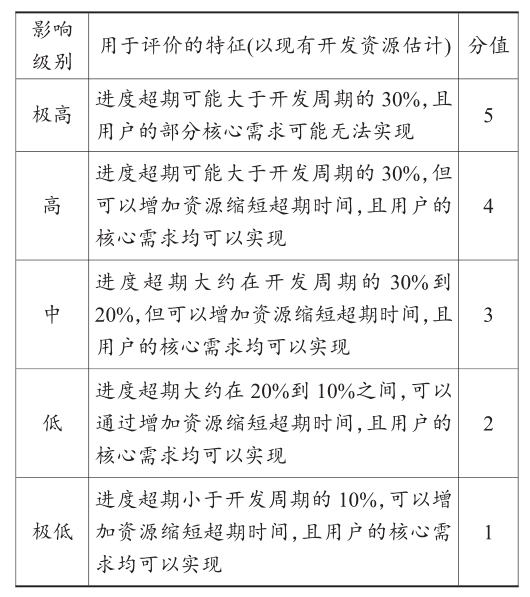 影响
级别
用于评价的特征(以现有开发资源估计)
分值
极高
进度超期可能大于开发周期的30%,且
用户的部分核心需求可能无法实现
5
高
进度超期可能大于开发周期的30%,但
可以增加资源缩短超期时间,且用户的
核心需求均可以实现
4
中
进度超期大约在开发周期的30%到
20%,但可以增加资源缩短超期时间,且
用户的核心需求均可以实现
3
低
进度超期大约在20%到10%之间,可以
通过增加资源缩短超期时间,且用户的
核心需求均可以实现
2
极低
进度超期小于开发周期的10%,可以增
加资源缩短超期时间,且用户的核心需
求均可以实现
1